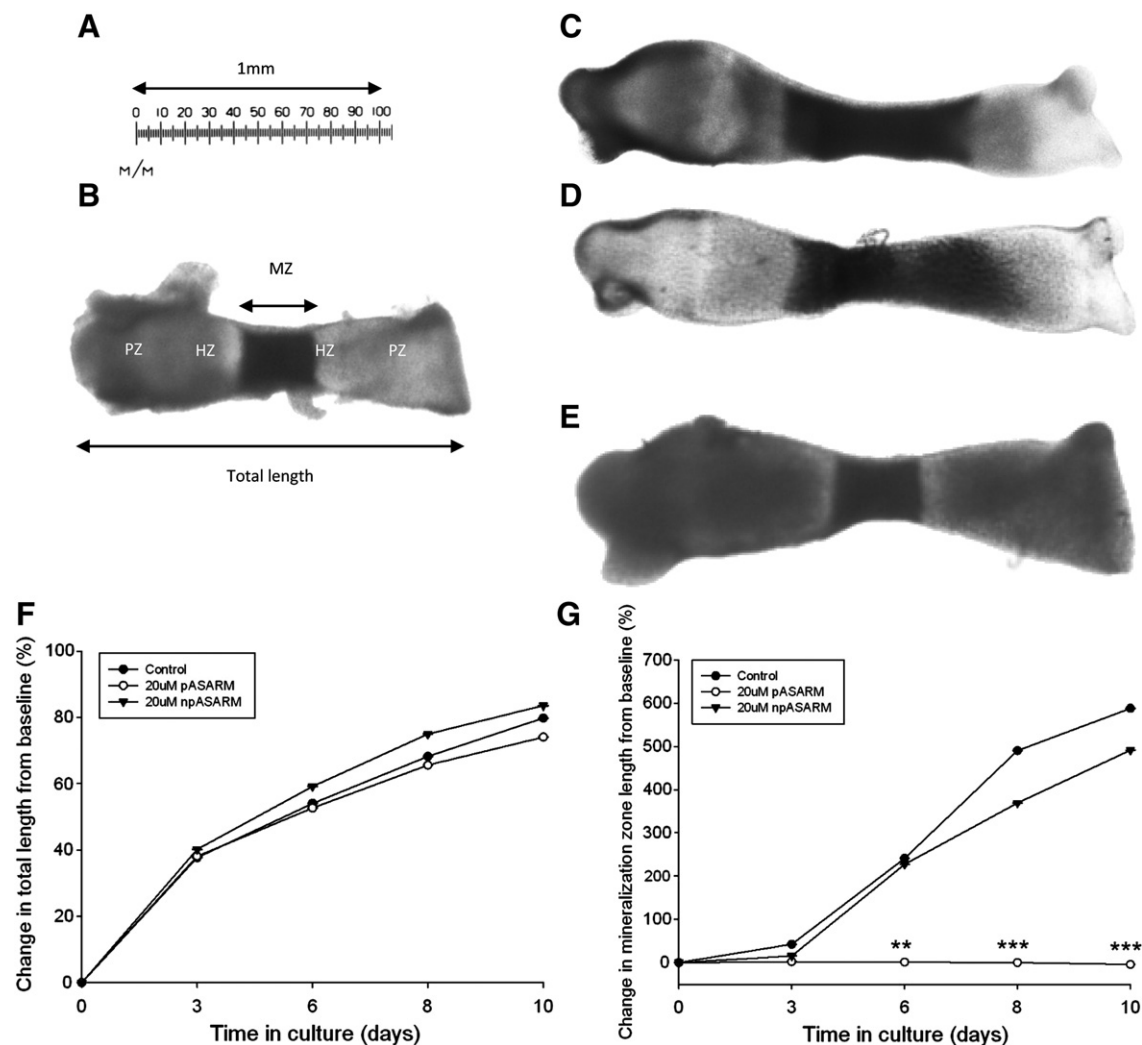 A
1mm
0 10 20 30 40 50 60 70 80 90 100
M/M
B
MZ
PZ HZ HZ PZ
Total length
C
D
E
F
Change in total length from baseline (%)
100
80
60
40
20
0
Control
20uM pASARM
20uM npASARM
0 3 6 8 10
Time in culture (days)
G
Change in mineralization zone length from baseline (%)
700
600
500
400
300
200
100
0
Control
20uM pASARM
20uM npASARM
** *** ***
0 3 6 8 10
Time in culture (days)